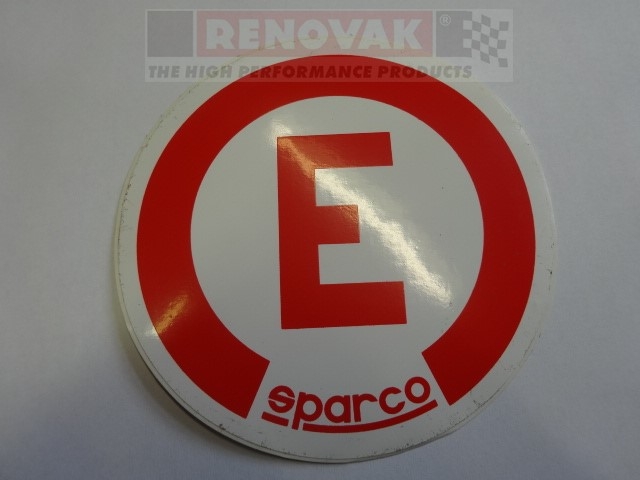 RENOVAK®
THE HIGH PERFORMANCE PRODUCTS
E
sparco